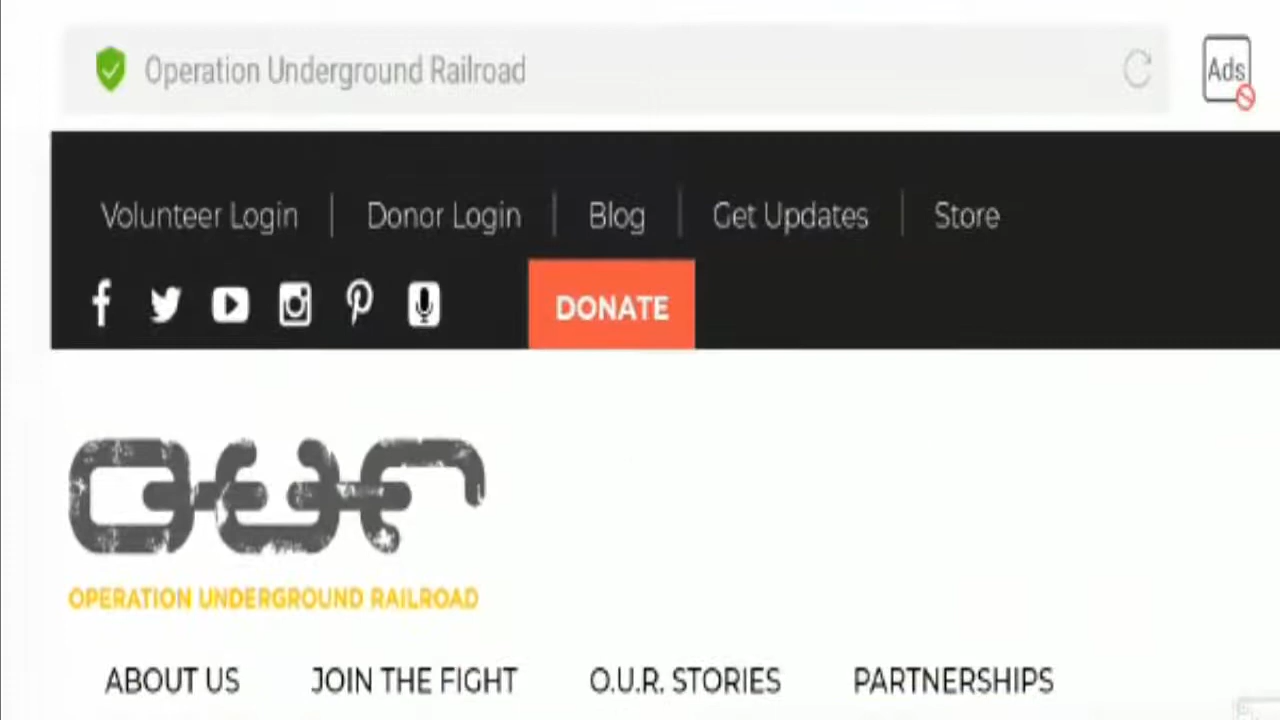 Operation Underground Railroad
Ads
Volunteer Login | Donor Login | Blog | Get Updates | Store
DONATE
our
OPERATION UNDERGROUND RAILROAD
ABOUT US JOIN THE FIGHT O.U.R. STORIES PARTNERSHIPS